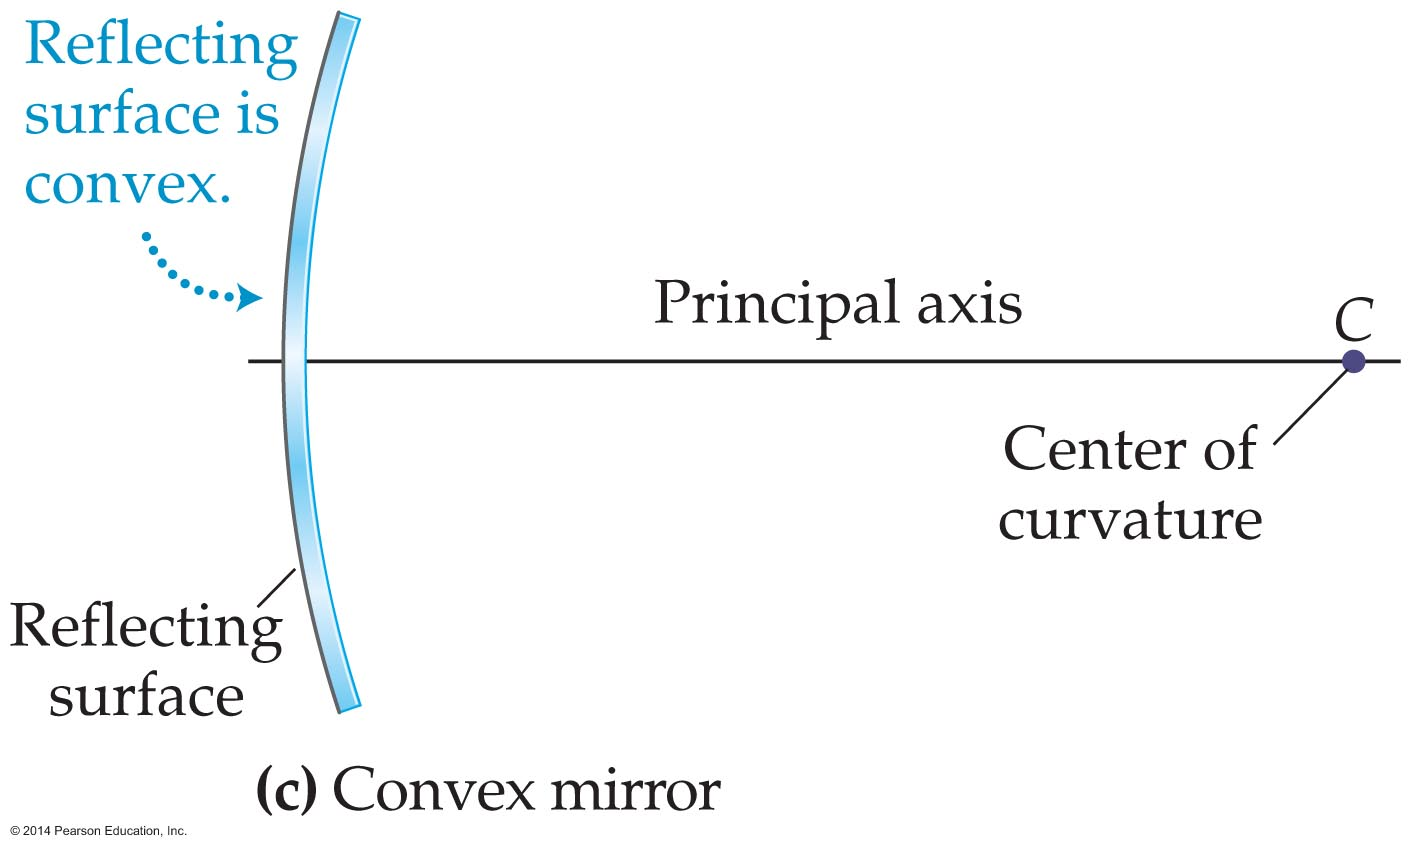 Reflecting
surface is
convex.
Principal axis
C
Center of
curvature
Reflecting
surface
(c) Convex mirror
© 2014 Pearson Education, Inc.